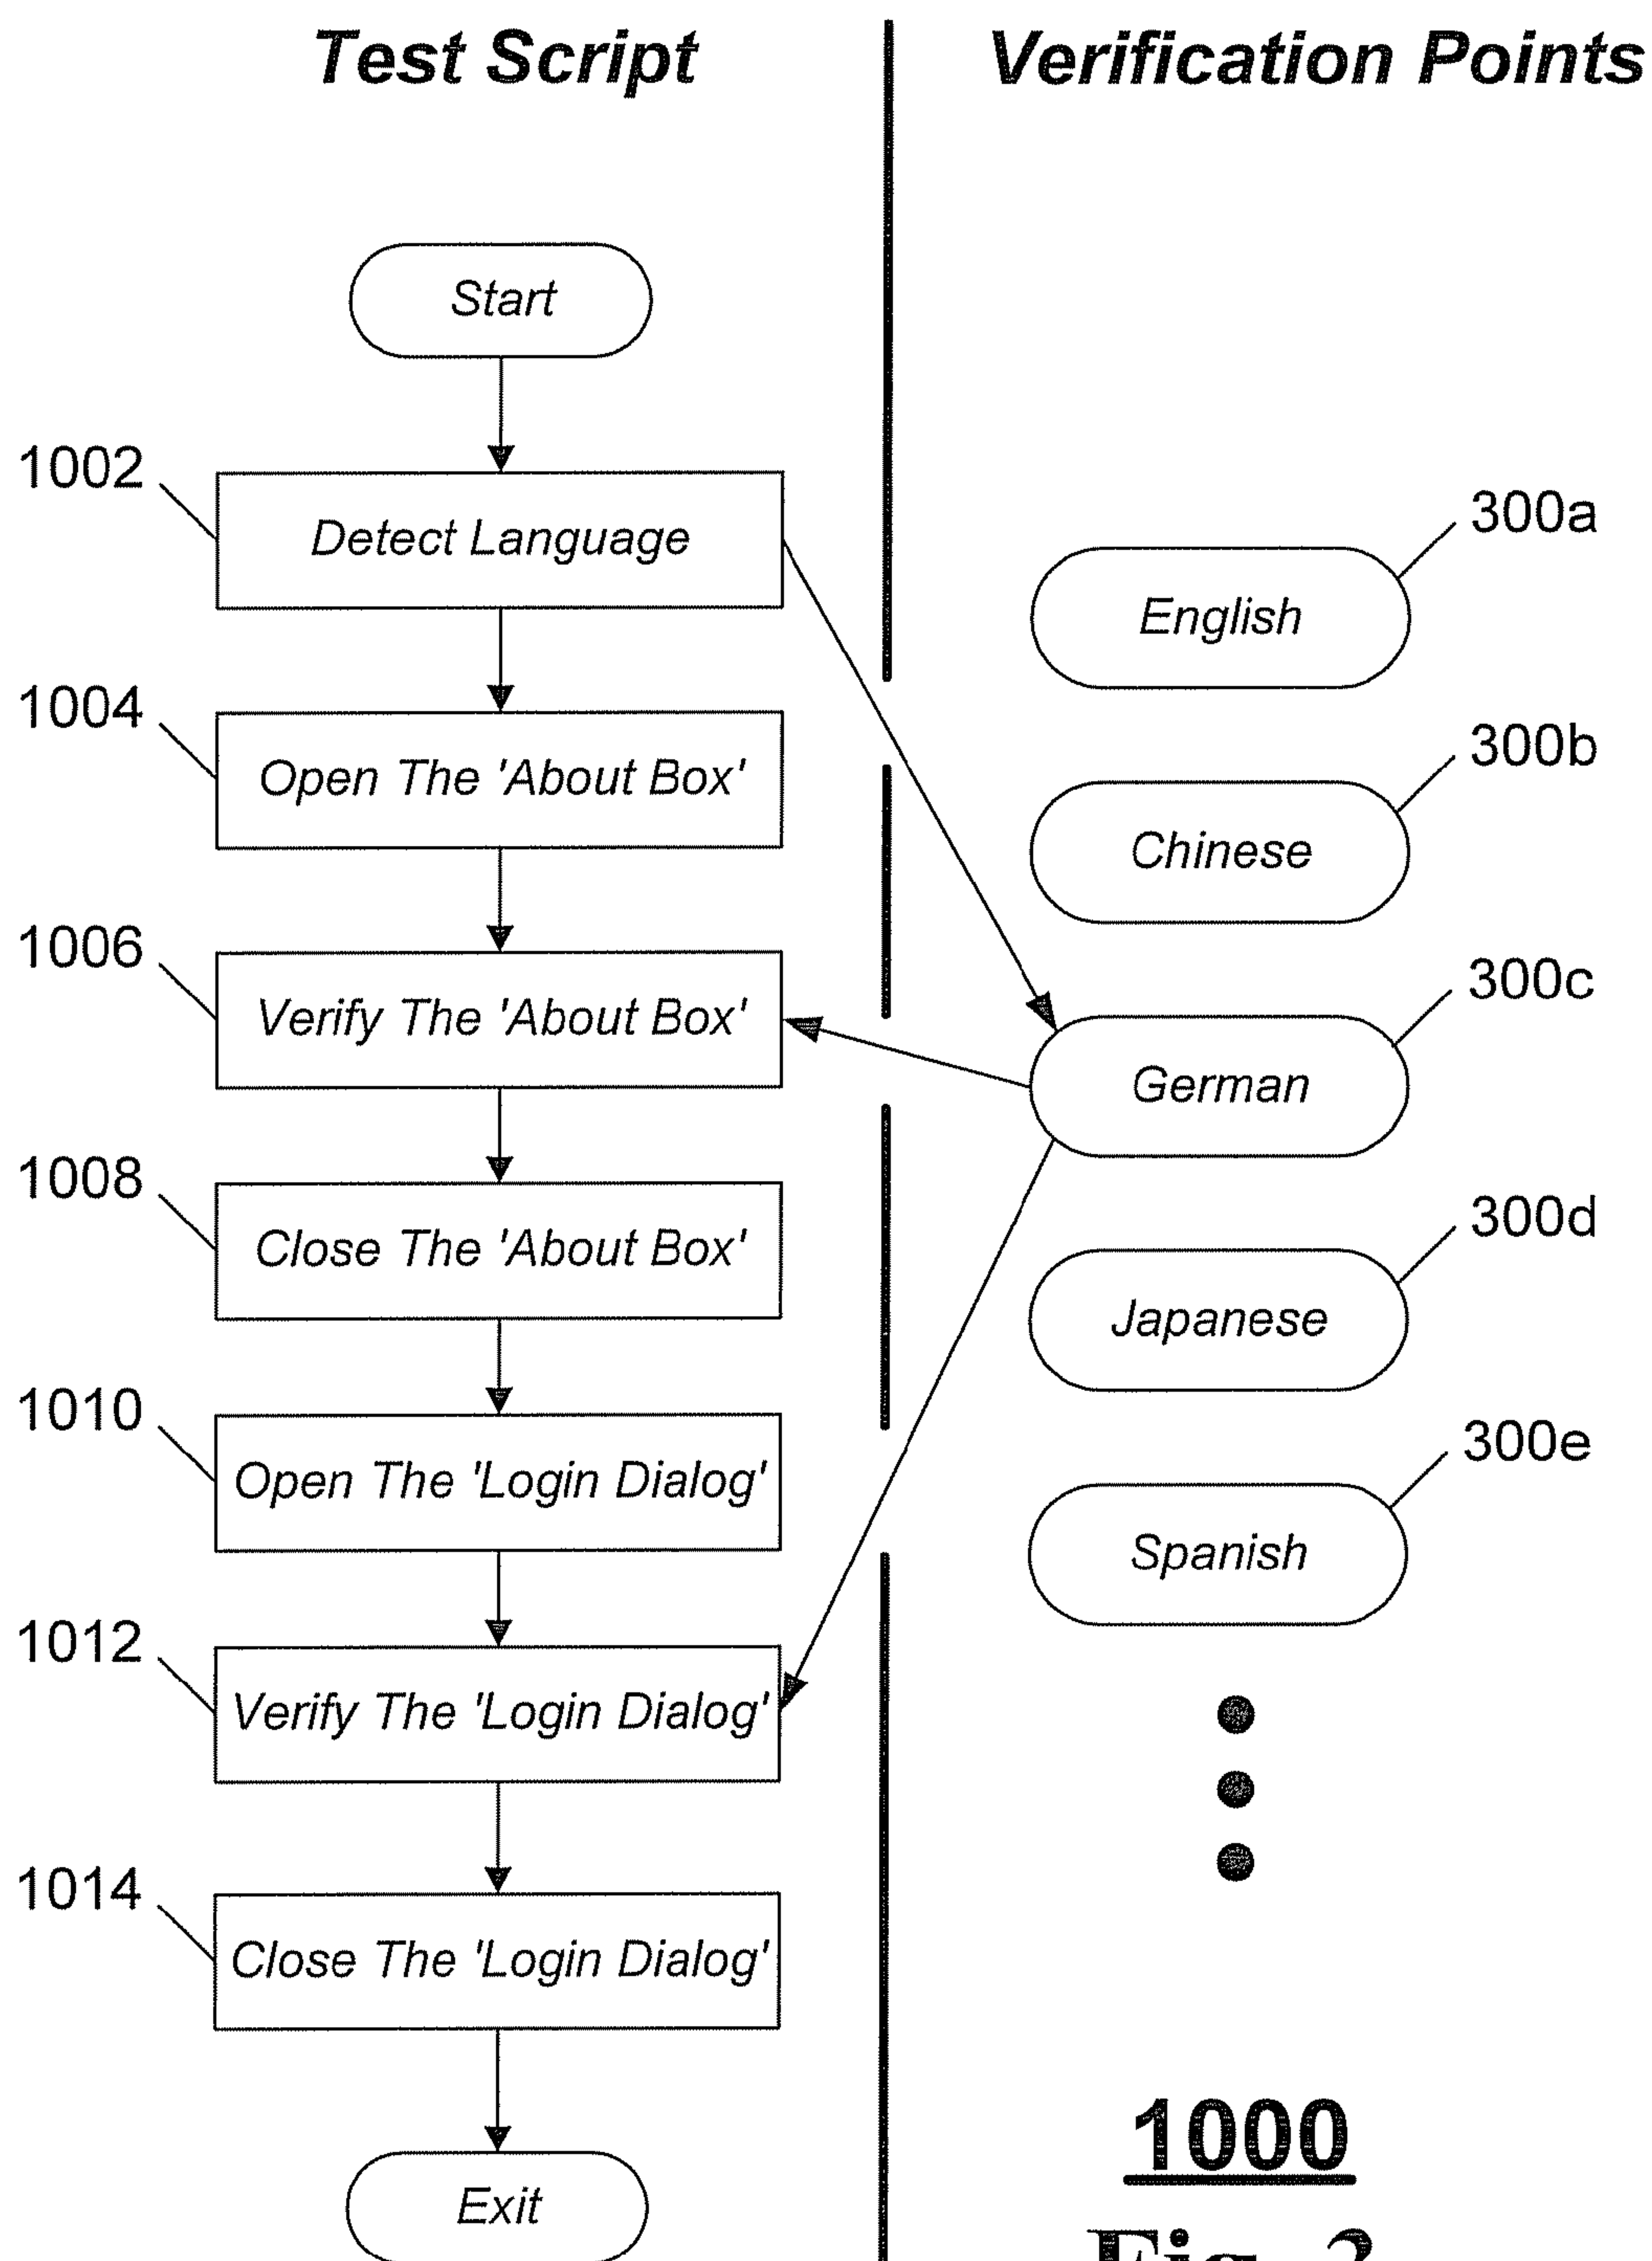 Test Script
Verification Points
Start
1002
Detect Language
300a
English
1004
Open The 'About Box'
300b
Chinese
1006
Verify The 'About Box'
300c
German
1008
Close The 'About Box'
300d
Japanese
1010
Open The 'Login Dialog'
300e
Spanish
1012
Verify The 'Login Dialog'
1014
Close The 'Login Dialog'
1000
Exit
Fig.